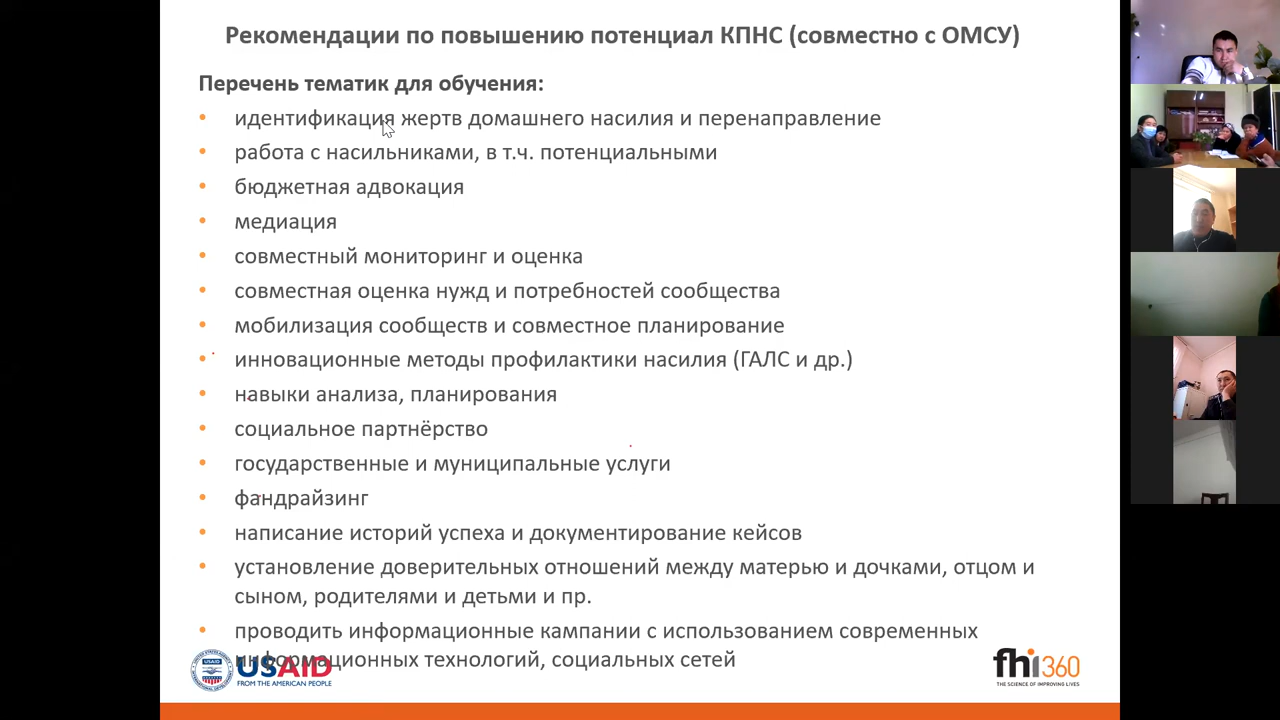 Рекомендации по повышению потенциал КПНС (совместно с ОМСУ)
Перечень тематик для обучения:
• идентификация жертв домашнего насилия и перенаправление
• работа с насильниками, в т.ч. потенциальными
• бюджетная адвокация
• медиация
• совместный мониторинг и оценка
• совместная оценка нужд и потребностей сообщества
• мобилизация сообществ и совместное планирование
• инновационные методы профилактики насилия (ГАЛС и др.)
• навыки анализа, планирования
• социальное партнёрство
• государственные и муниципальные услуги
• фандрайзинг
• написание историй успеха и документирование кейсов
• установление доверительных отношений между матерью и дочками, отцом и
сыном, родителями и детьми и пр.
• проводить информационные кампании с использованием современных
информационных технологий, социальных сетей
USAID
FROM THE AMERICAN PEOPLE
fhi 360
THE SCIENCE OF IMPROVING LIVES